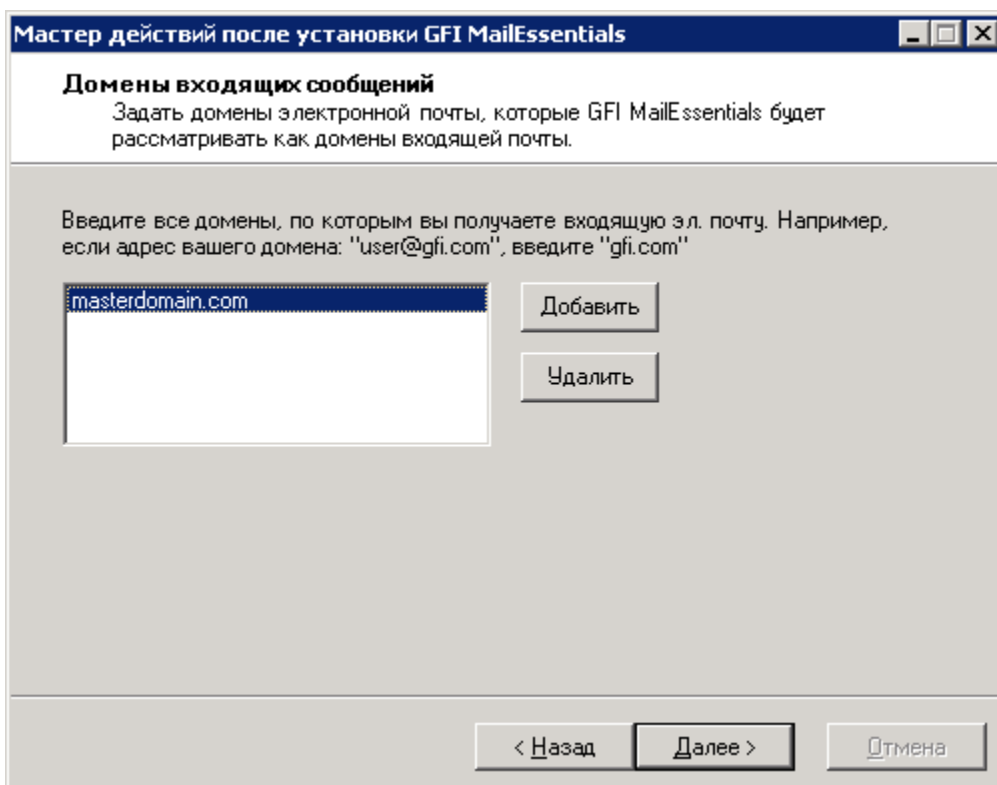 Мастер действий после установки GFI MailEssentials
Домены входящих сообщений
Задать домены электронной почты, которые GFI MailEssentials будет
рассматривать как домены входящей почты.
Введите все домены, по которым вы получаете входящую эл. почту. Например,
если адрес вашего домена: "user@gfi.com", введите "gfi.com"
masterdomain.com
Добавить
Удалить
< Назад
Далее >
Отмена